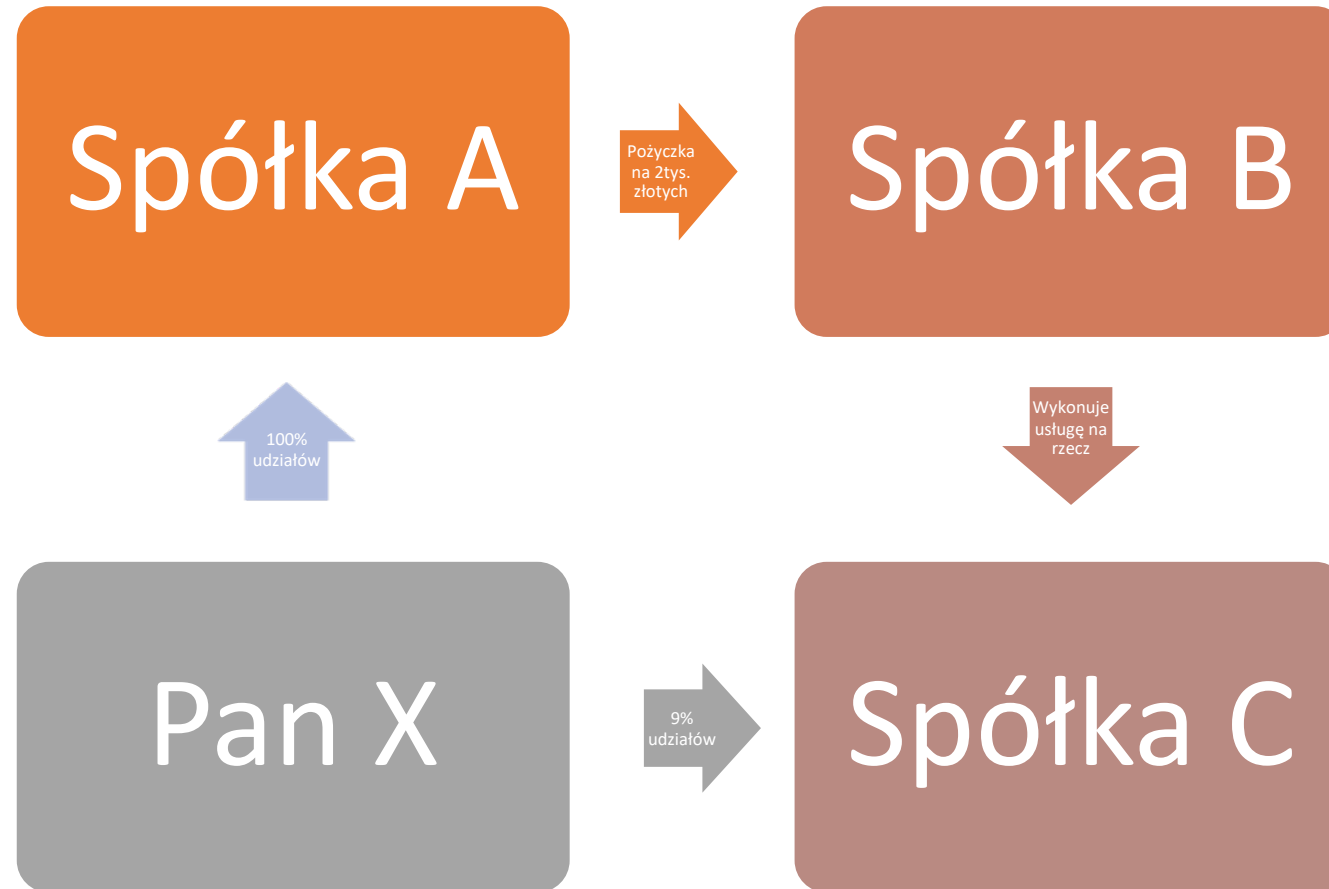 Spółka A
Pożyczka
na 2tys.
złotych
Spółka B
100%
udziałów
Wykonuje
usługę na
rzecz
Pan X
9%
udziałów
Spółka C